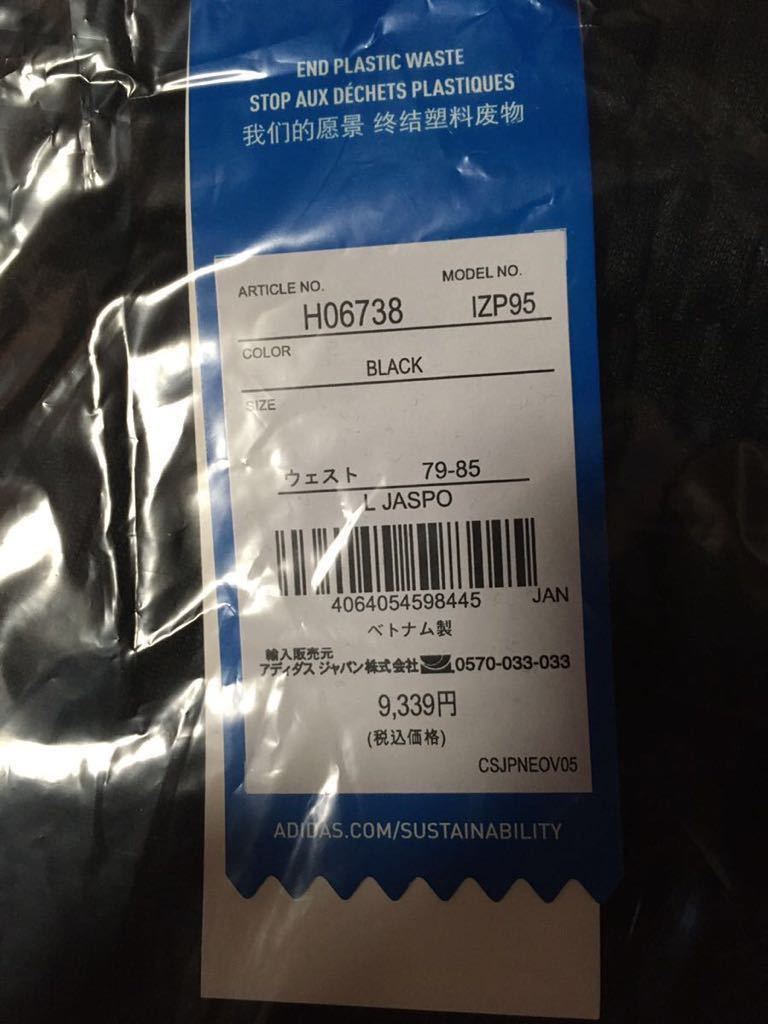 END PLASTIC WASTE
STOP AUX DÉCHETS PLASTIQUES
我们的愿景 终结塑料废物
ARTICLE NO. MODEL NO.
H06738 IZP95
COLOR
BLACK
SIZE
ウェスト 79-85
L JASPO
4064054598445 JAN
ベトナム製
輸入販売元
アディダス ジャパン株式会社 0570-033-033
9,339円
(税込価格)
CSJPNEOV05
ADIDAS.COM/SUSTAINABILITY